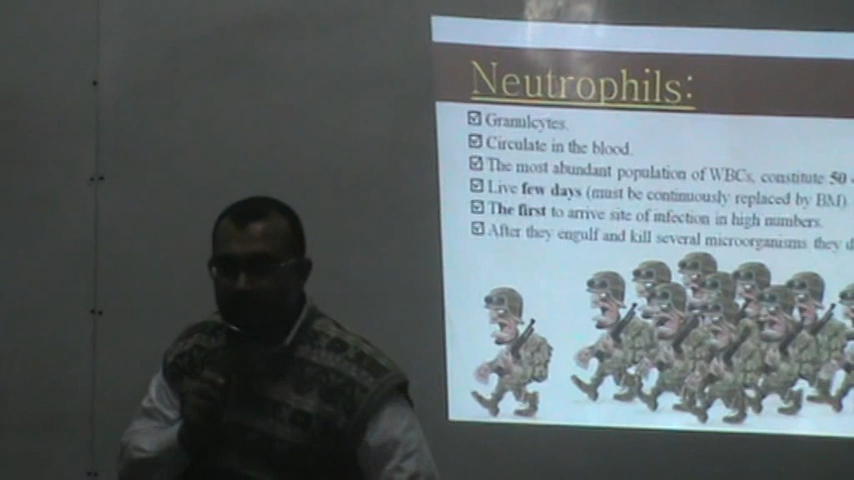 Neutrophils:
Granulcytes.
Circulate in the blood.
The most abundant population of WBCs, constitute 50
Live few days (must be continuously replaced by BM)
The first to arrive site of infection in high numbers.
After they engulf and kill several microorganisms they